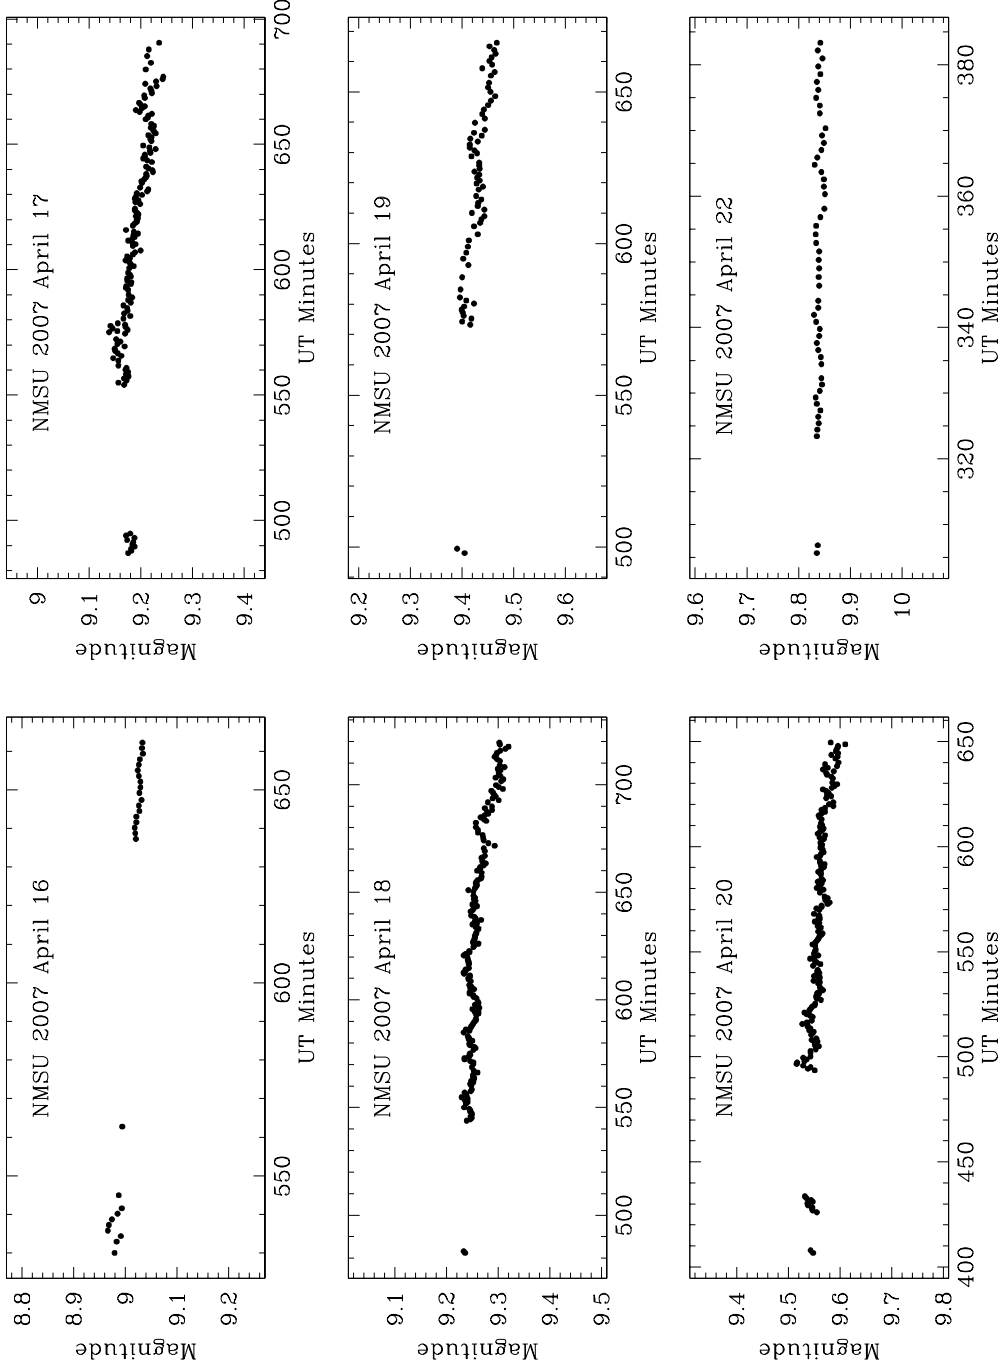 NMSU 2007 April 16
Magnitude
8.8
9
9.2
550 600 650
UT Minutes
NMSU 2007 April 17
Magnitude
9
9.1
9.2
9.3
9.4
500 550 600 650 700
UT Minutes
NMSU 2007 April 18
Magnitude
9.1
9.2
9.3
9.4
9.5
500 550 600 650 700
UT Minutes
NMSU 2007 April 19
Magnitude
9.2
9.3
9.4
9.5
9.6
500 550 600 650
UT Minutes
NMSU 2007 April 20
Magnitude
9.4
9.5
9.6
9.7
9.8
400 450 500 550 600 650
UT Minutes
NMSU 2007 April 22
Magnitude
9.6
9.7
9.8
9.9
10
320 340 360 380
UT Minutes